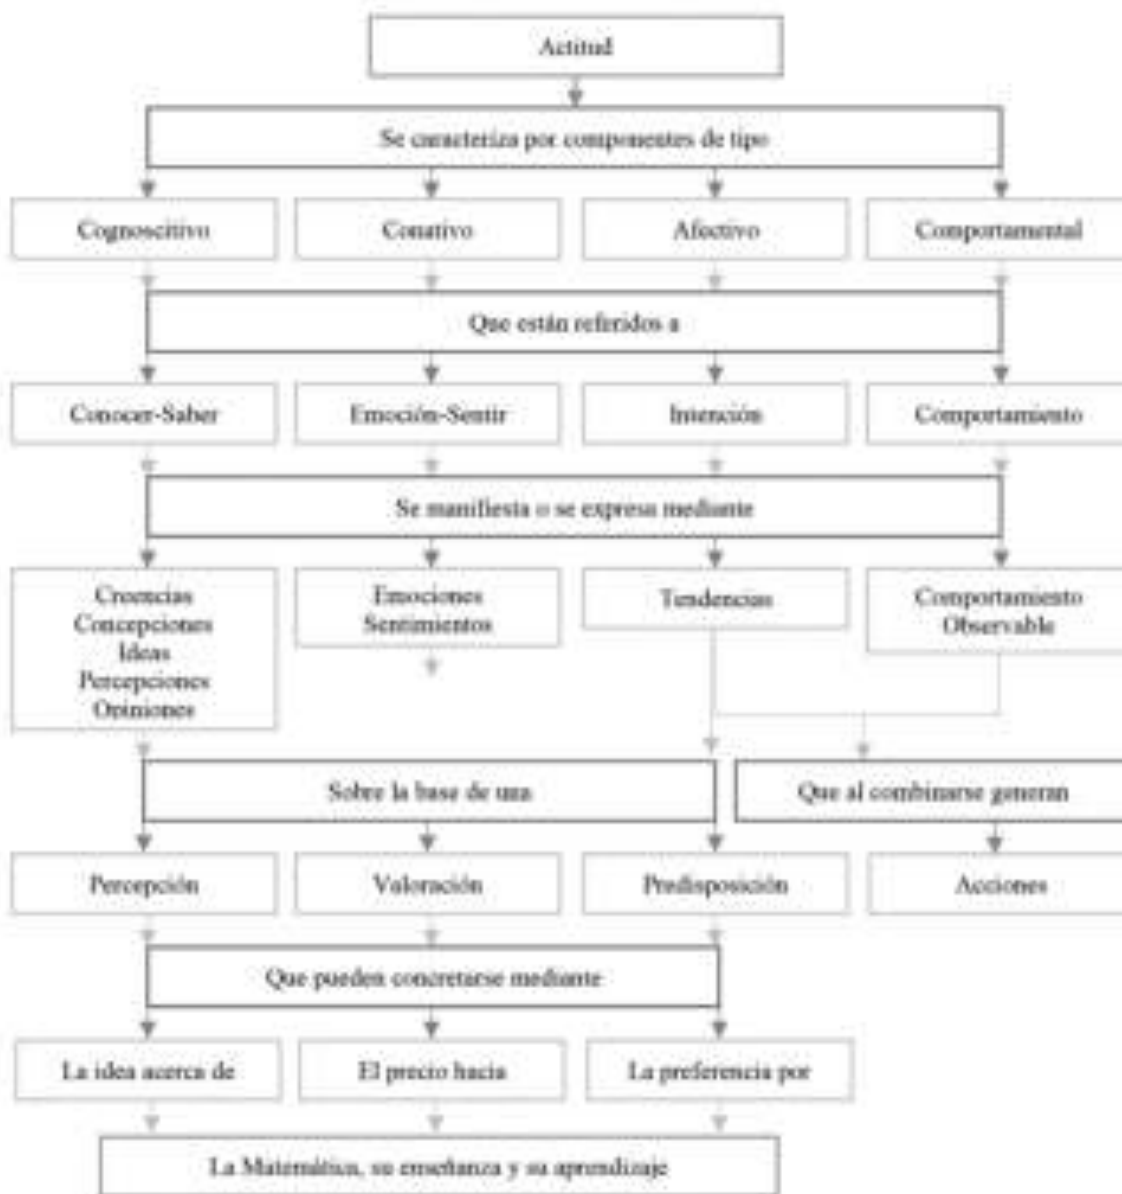 Actitud
Se caracteriza por componentes de tipo
Cognoscitivo
Conativo
Afectivo
Comportamental
Que están referidos a
Conocer-Saber
Emoción-Sentir
Intención
Comportamiento
Se manifiesta o se expresa mediante
Creencias
Concepciones
Ideas
Percepciones
Opiniones
Emociones
Sentimientos
Tendencias
Comportamiento
Observable
Sobre la base de una
Que al combinarse generan
Percepción
Valoración
Predisposición
Acciones
Que pueden concretarse mediante
La idea acerca de
El precio hacia
La preferencia por
La Matemática, su enseñanza y su aprendizaje